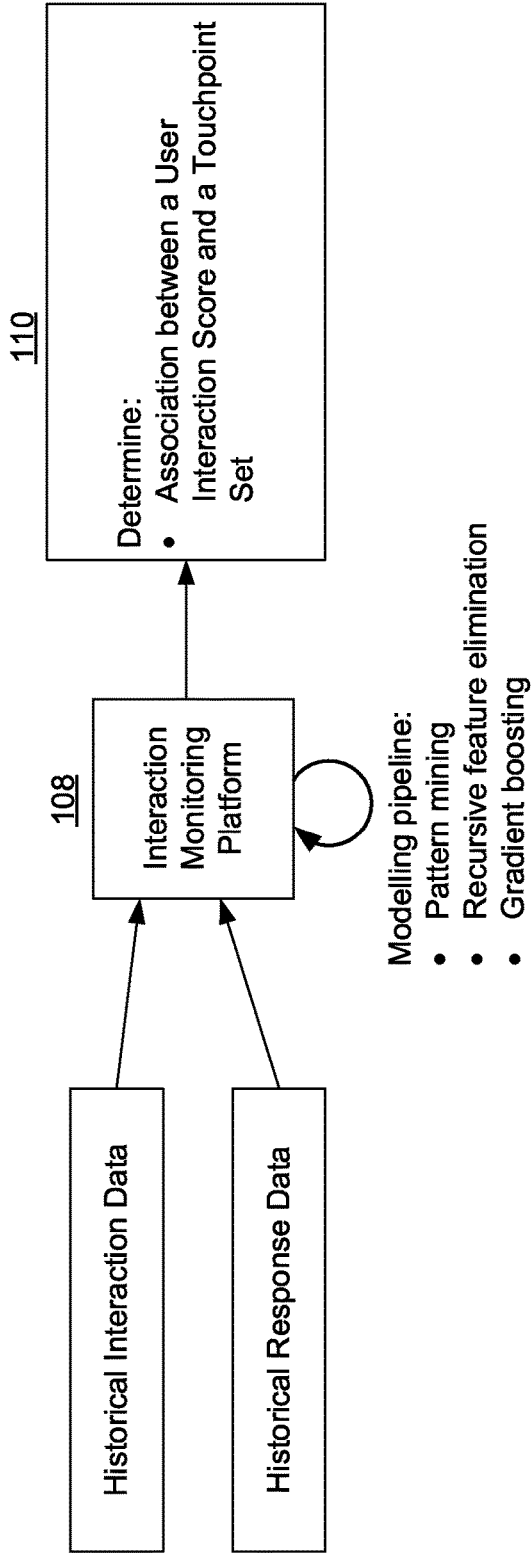 Historical Interaction Data
Historical Response Data
108
Interaction
Monitoring
Platform
Modelling pipeline:
• Pattern mining
• Recursive feature elimination
• Gradient boosting
110
Determine:
• Association between a User
Interaction Score and a Touchpoint
Set